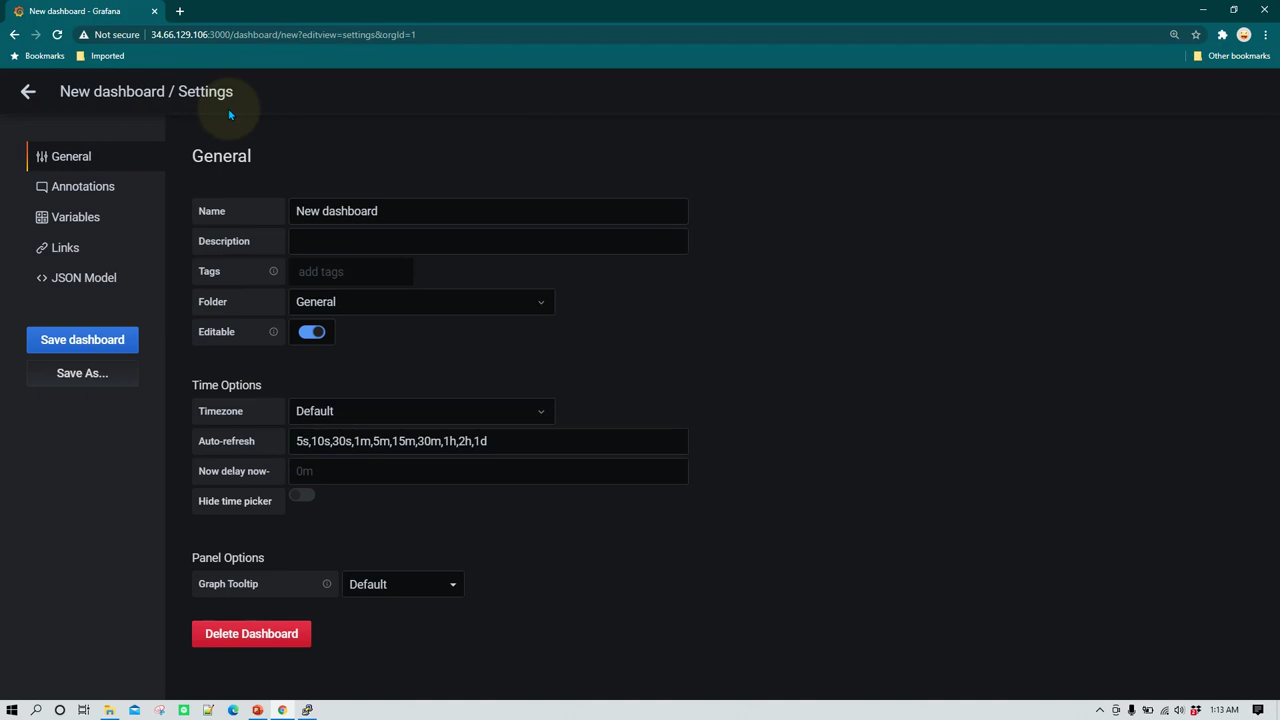 New dashboard - Grafana
Not secure
34.66.129.106:3000/dashboard/new?editview=settings&orgId=1
Bookmarks
Imported
Other bookmarks
New dashboard / Settings
General
Annotations
Variables
Links
JSON Model
Save dashboard
Save As...
General
Name
New dashboard
Description
Tags
add tags
Folder
General
Editable
Time Options
Timezone
Default
Auto-refresh
5s,10s,30s,1m,5m,15m,30m,1h,2h,1d
Now delay now-
0m
Hide time picker
Panel Options
Graph Tooltip
Default
Delete Dashboard
1:13 AM